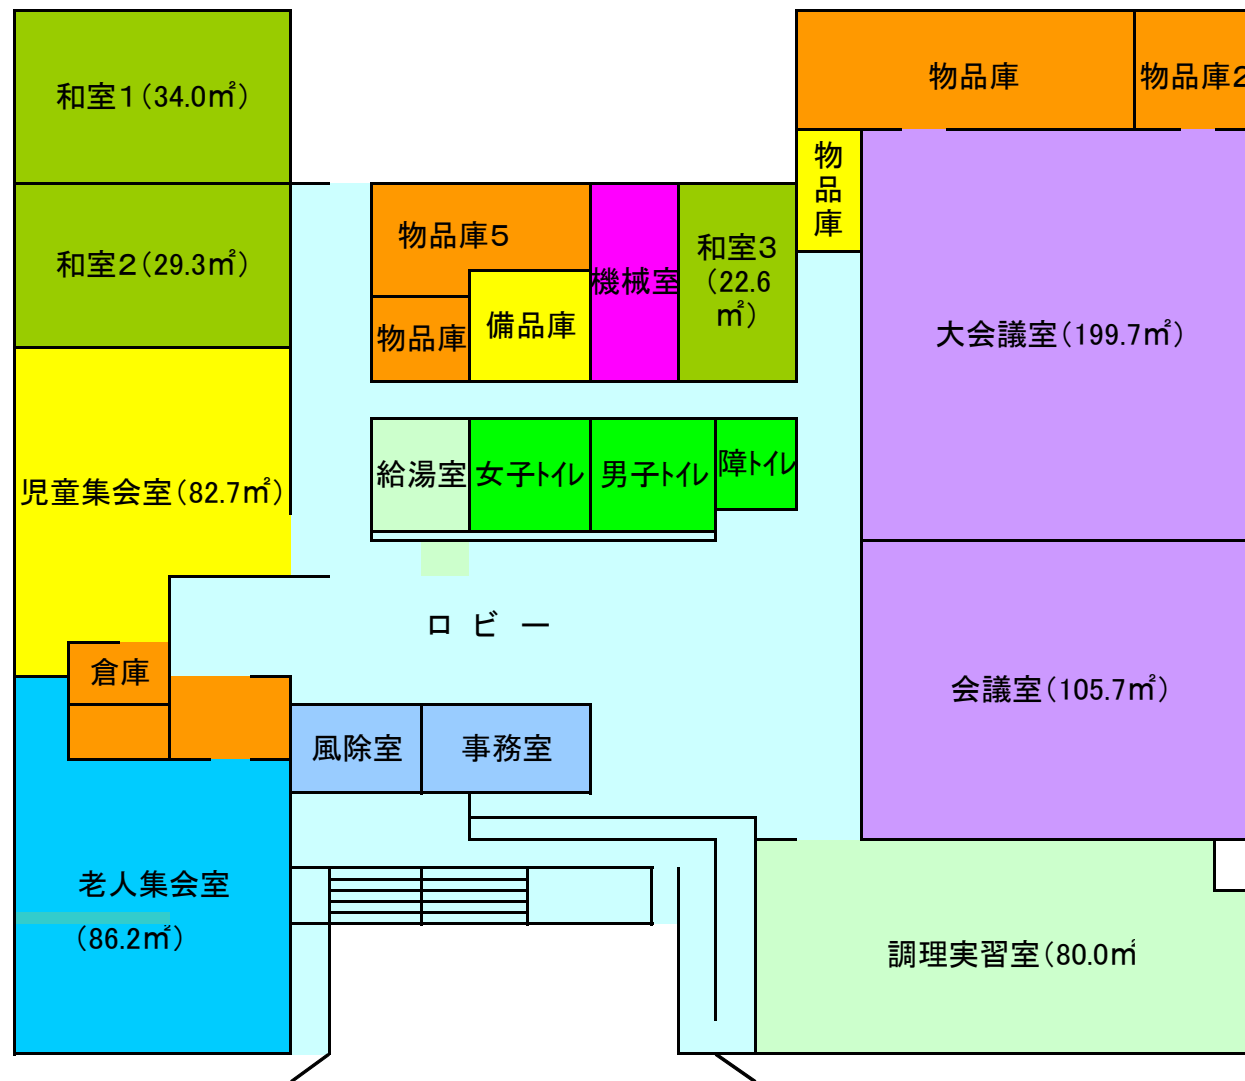 和室1（34.0㎡）
物品庫
物品庫2
物
品
庫
和室2（29.3㎡）
物品庫5
機械室
和室3
（22.6
㎡）
物品庫
備品庫
大会議室（199.7㎡）
児童集会室（82.7㎡）
給湯室
女子ﾄｲﾚ
男子ﾄｲﾚ
障ﾄｲﾚ
ロ ビ ー
倉庫
会議室（105.7㎡）
風除室
事務室
老人集会室
（86.2㎡）
調理実習室（80.0㎡